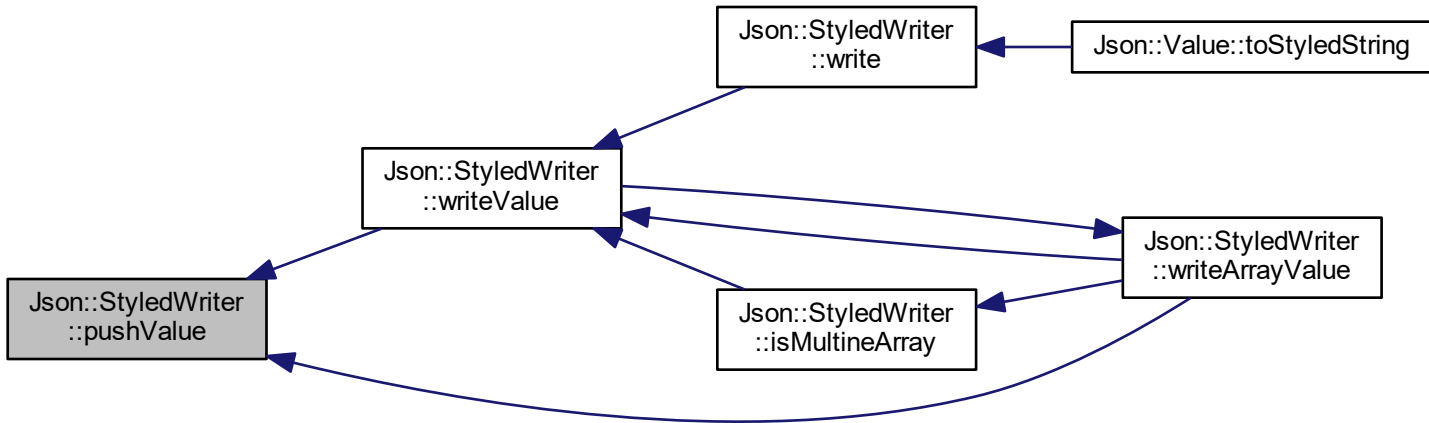 Json::StyledWriter
::write
Json::Value::toStyledString
Json::StyledWriter
::writeValue
Json::StyledWriter
::writeArrayValue
Json::StyledWriter
::pushValue
Json::StyledWriter
::isMultineArray